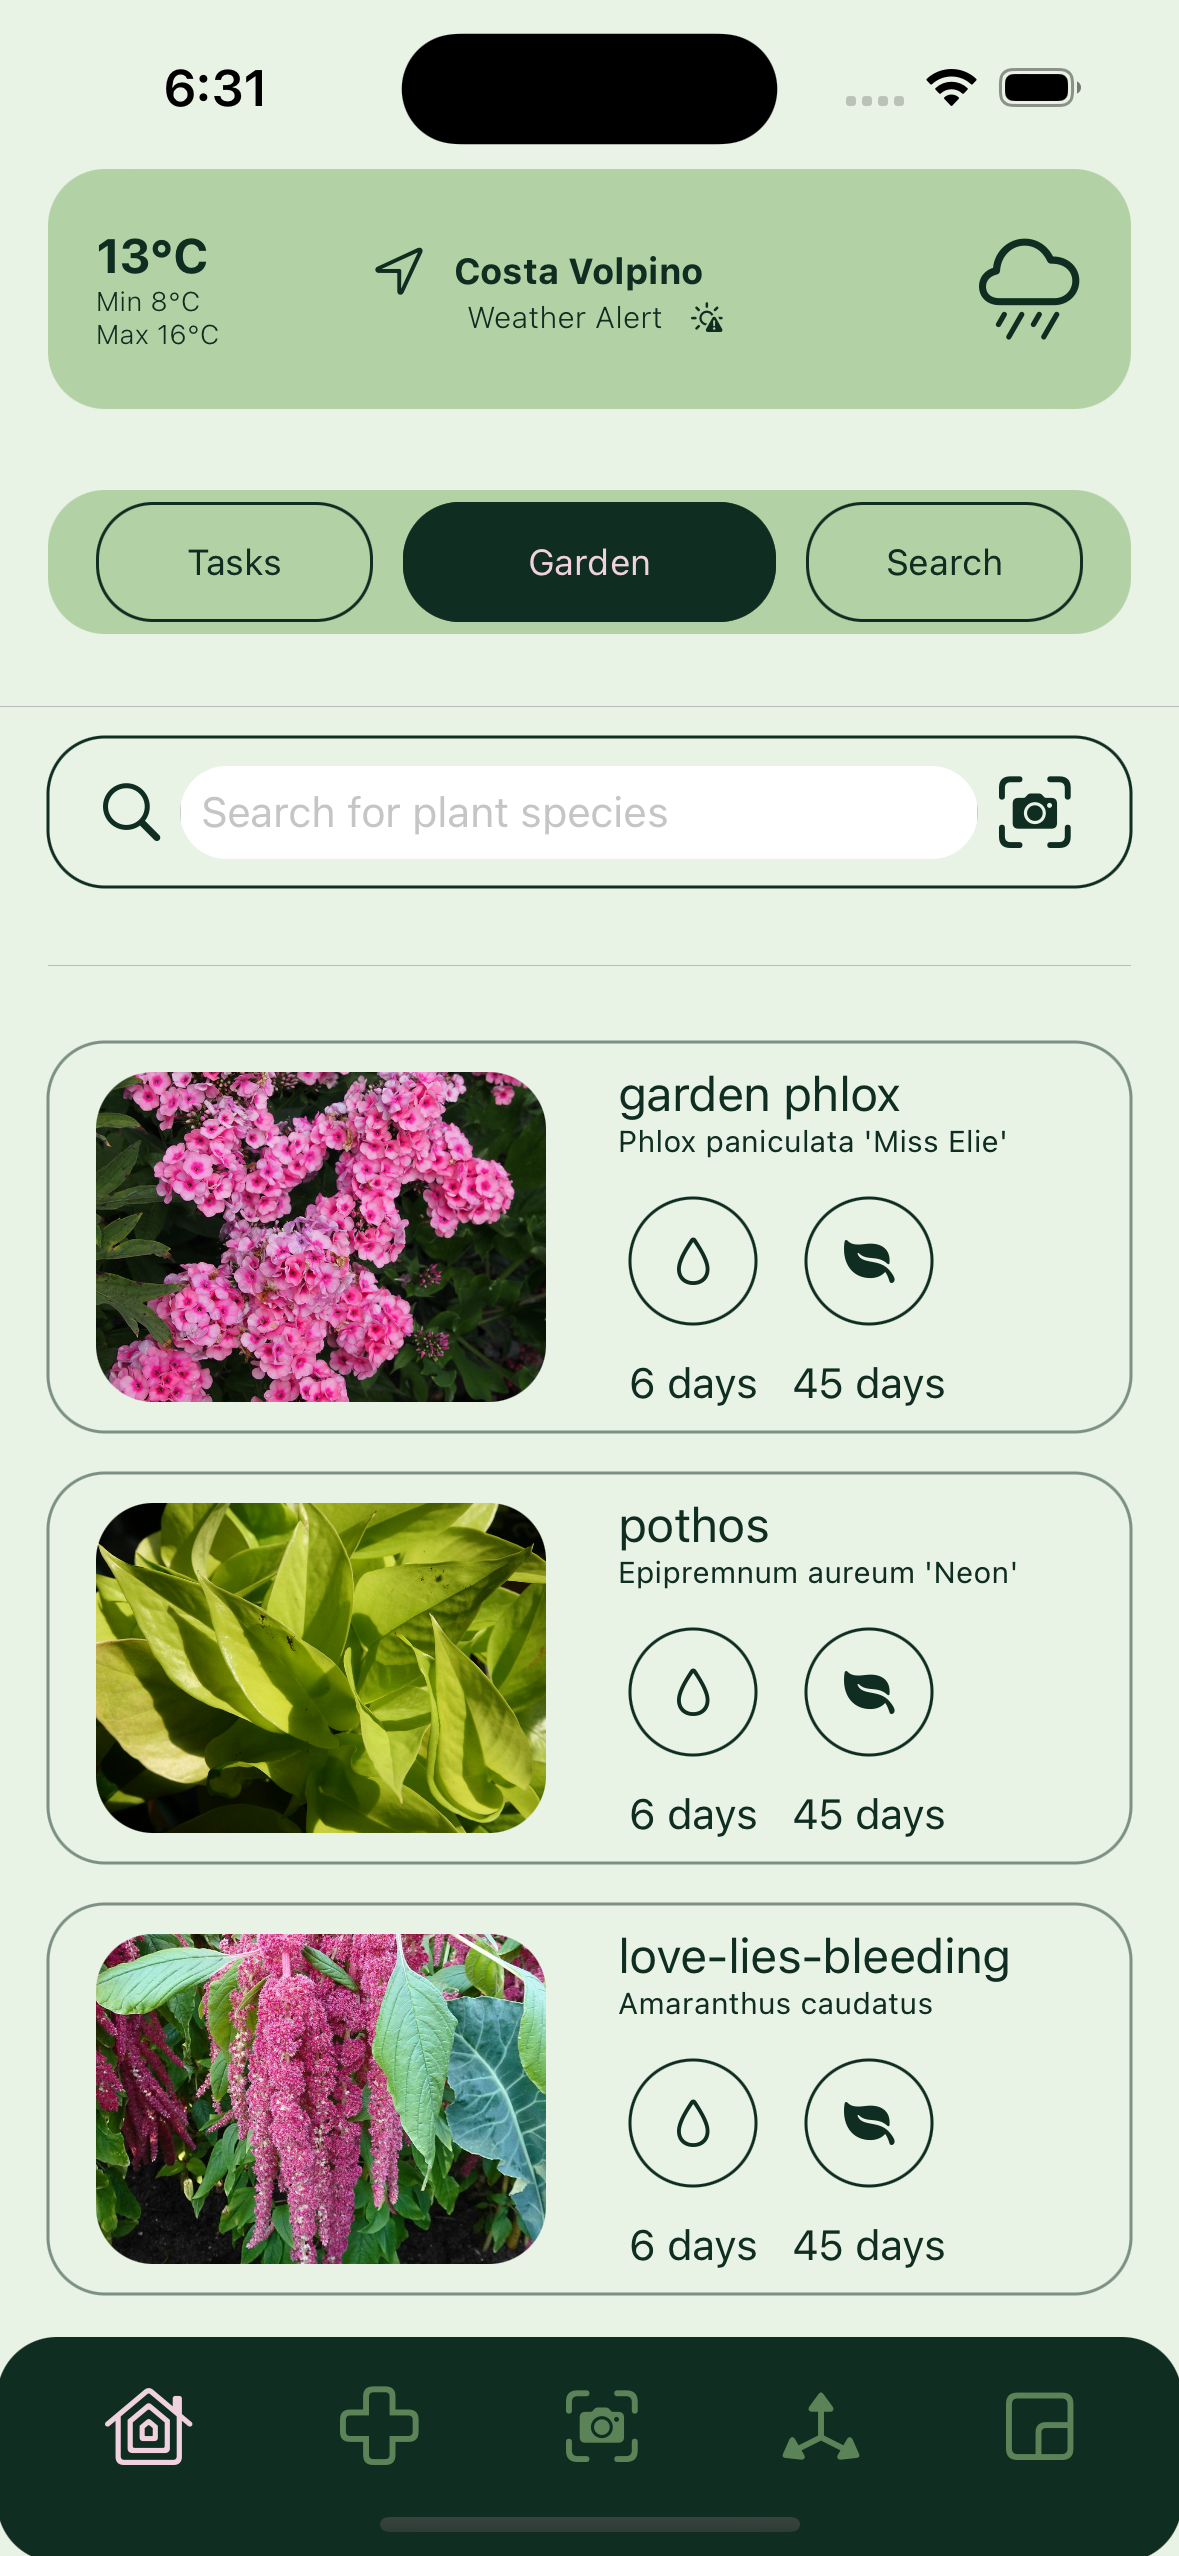 6:31
13°C
Min 8°C
Max 16°C
Costa Volpino
Weather Alert
Tasks
Garden
Search
Search for plant species
garden phlox
Phlox paniculata 'Miss Elie'
6 days
45 days
pothos
Epipremnum aureum 'Neon'
6 days
45 days
love-lies-bleeding
Amaranthus caudatus
6 days
45 days